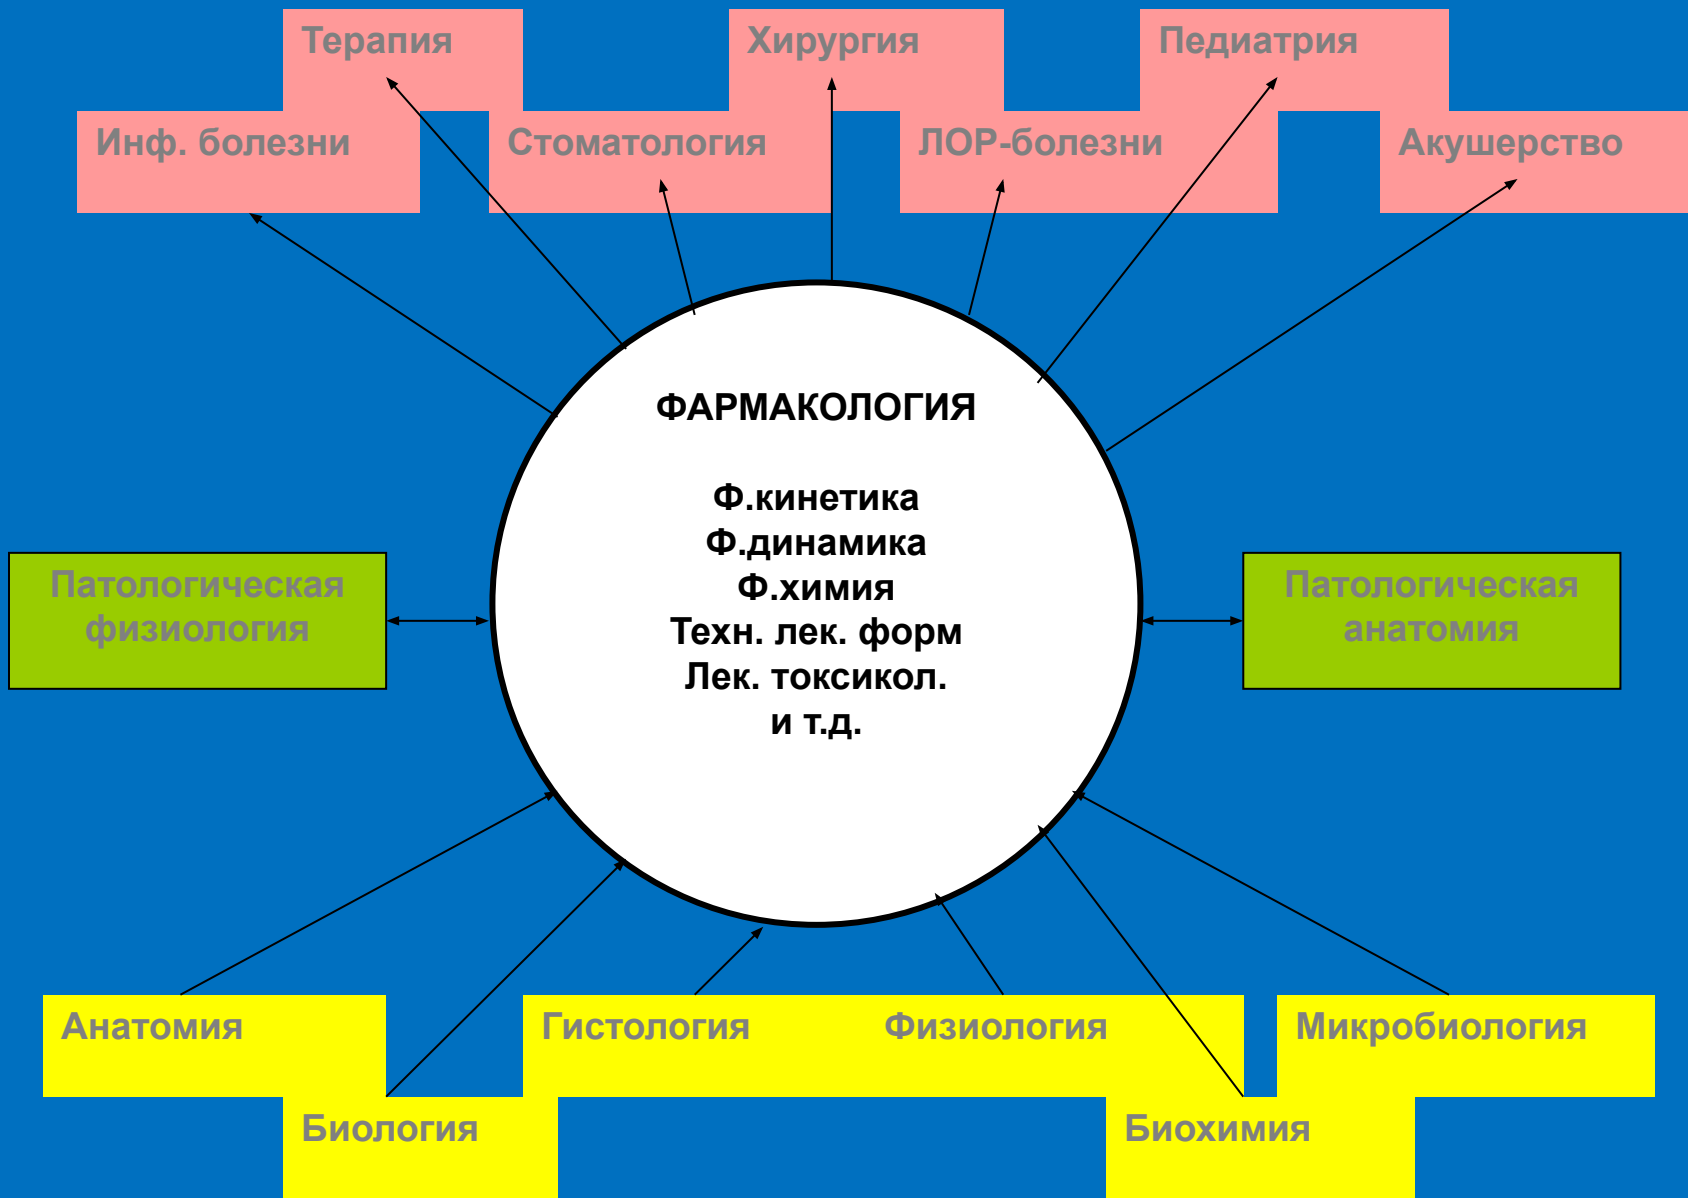 Терапия
Хирургия
Педиатрия
Инф. болезни
Стоматология
ЛОР-болезни
Акушерство
ФАРМАКОЛОГИЯ
Ф.кинетика
Ф.динамика
Ф.химия
Техн. лек. форм
Лек. токсикол.
и т.д.
Патологическая
физиология
Патологическая
анатомия
Анатомия
Гистология
Физиология
Микробиология
Биология
Биохимия